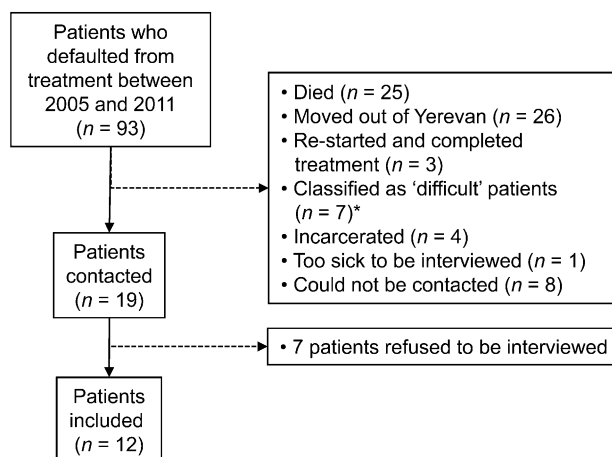 Patients who
defaulted from
treatment between
2005 and 2011
(n = 93)
• Died (n = 25)
• Moved out of Yerevan (n = 26)
• Re-started and completed
treatment (n = 3)
• Classified as ‘difficult’ patients
(n = 7)*
• Incarcerated (n = 4)
• Too sick to be interviewed (n = 1)
• Could not be contacted (n = 8)
Patients
contacted
(n = 19)
• 7 patients refused to be interviewed
Patients
included
(n = 12)